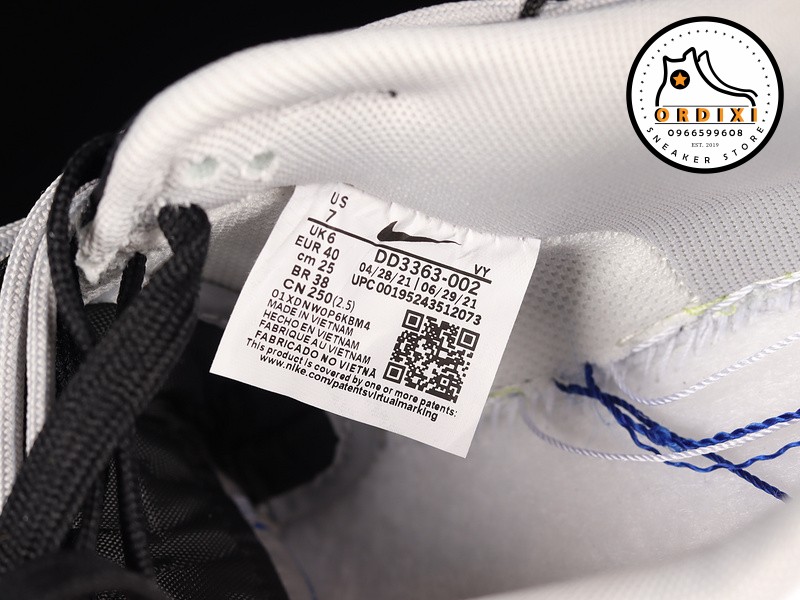 ORDIXI
0966599608
EST. 2019
SNEAKER STORE
US
7
UK 6
EUR 40
cm 25
BR 38
CN 250(2.5)
VY
DD3363-002
04/28/21 | 06/29/21
UPC 00195243512073
01XDNW0P6KBM4
MADE IN VIETNAM
HECHO EN VIETNAM
FABRIQUE AU VIETNAM
FABRICADO NO VIETNÃ
This product is covered by one or more patents:
www.nike.com/patentsvirtualmarking